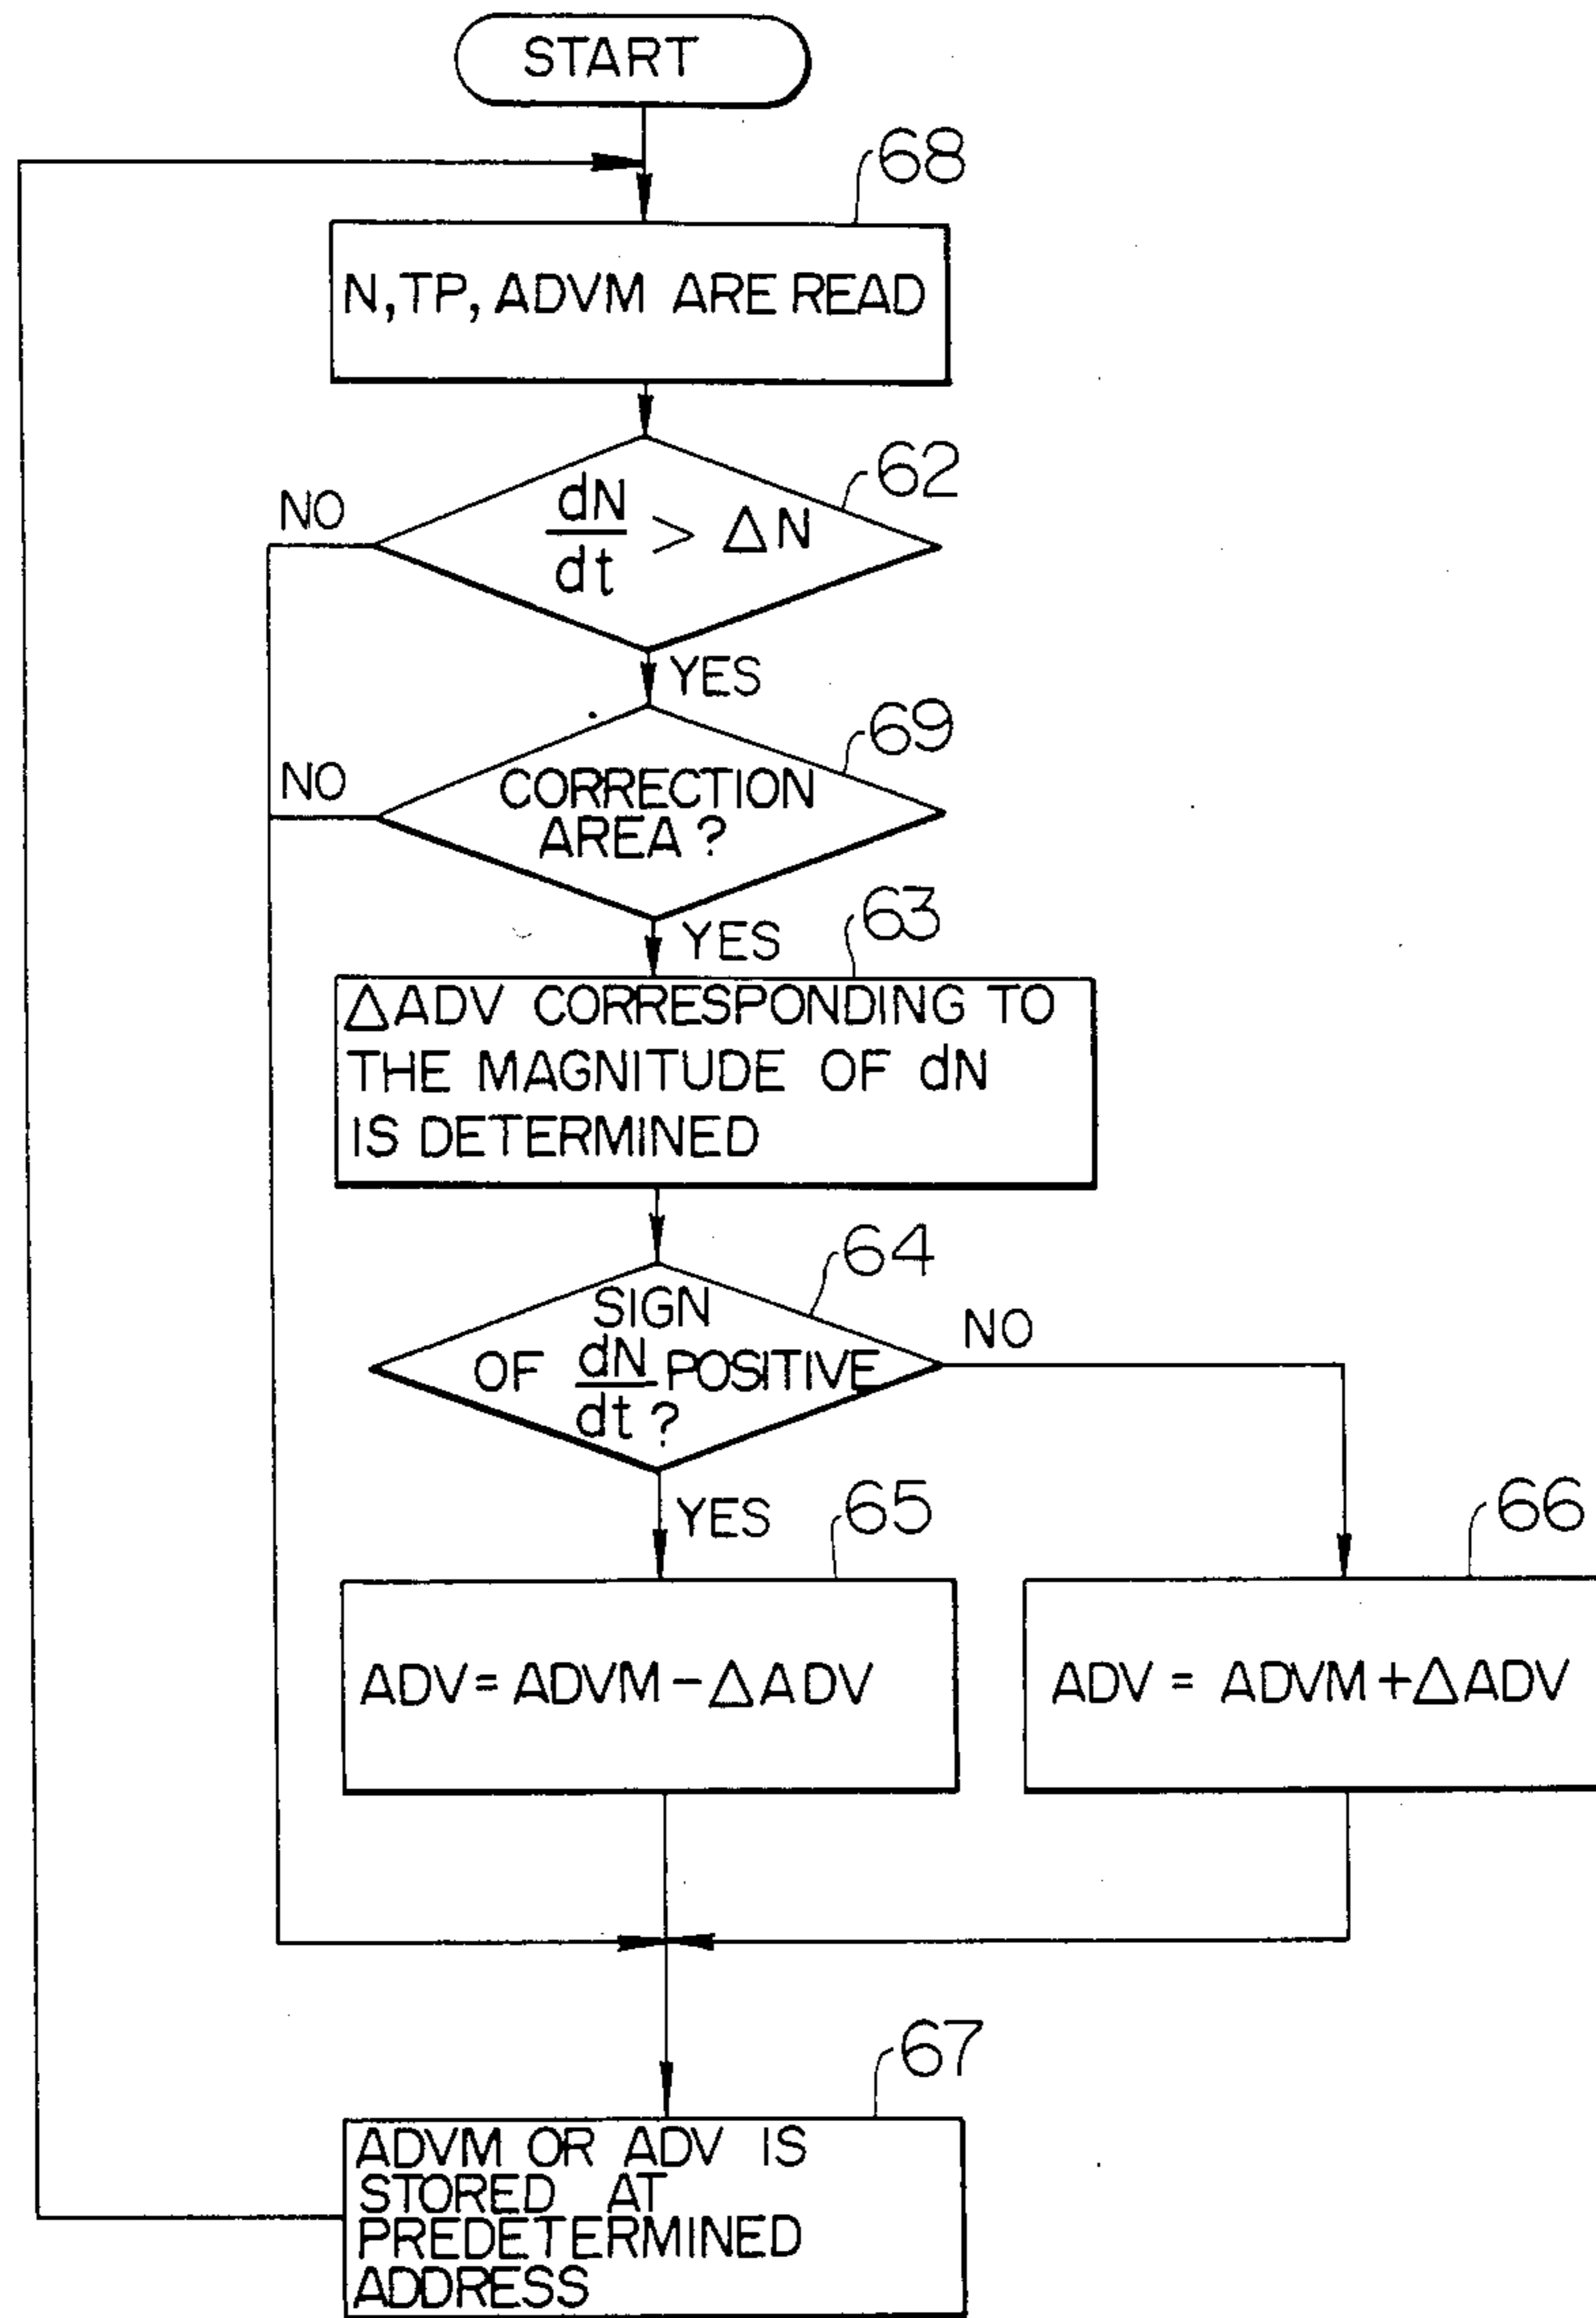 START
68
N, TP, ADVM ARE READ
62
NO
dN
dt
> ΔN
YES
69
NO
CORRECTION
AREA?
YES
63
ΔADV CORRESPONDING TO
THE MAGNITUDE OF dN
IS DETERMINED
64
SIGN
OF dN/dt POSITIVE
?
NO
YES
65
66
ADV = ADVM - ΔADV
ADV = ADVM + ΔADV
67
ADVM OR ADV IS
STORED AT
PREDETERMINED
ADDRESS